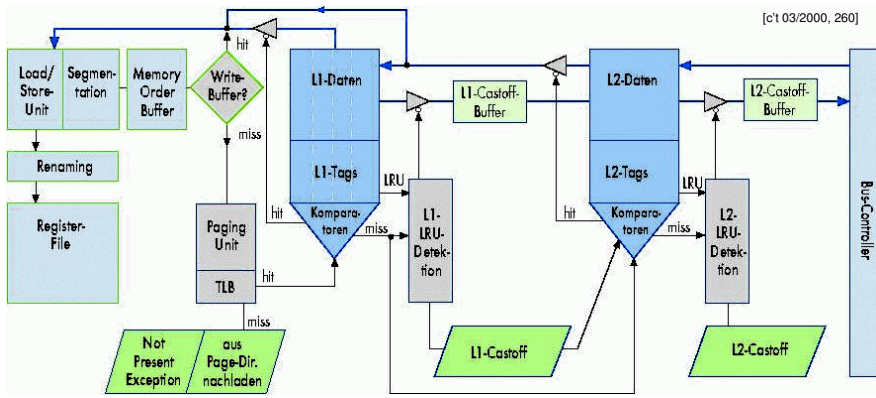 [c't 03/2000, 260]
hit
Load/
Store-
Unit
Segmen-
tation
Memory
Order
Buffer
Write-
Buffer?
miss
L1-Daten
L1-Castoff-
Buffer
L2-Daten
L2-Castoff-
Buffer
Renaming
L1-Tags
LRU
L2-Tags
LRU
Register-
File
Paging
Unit
hit
Kompara-
toren
miss
L1-
LRU-
Detek-
tion
hit
Kompara-
toren
miss
L2-
LRU-
Detek-
tion
Bus-Controller
TLB
hit
miss
Not
Present
Exception
aus
Page-Dir.
nachladen
L1-Castoff
L2-Castoff